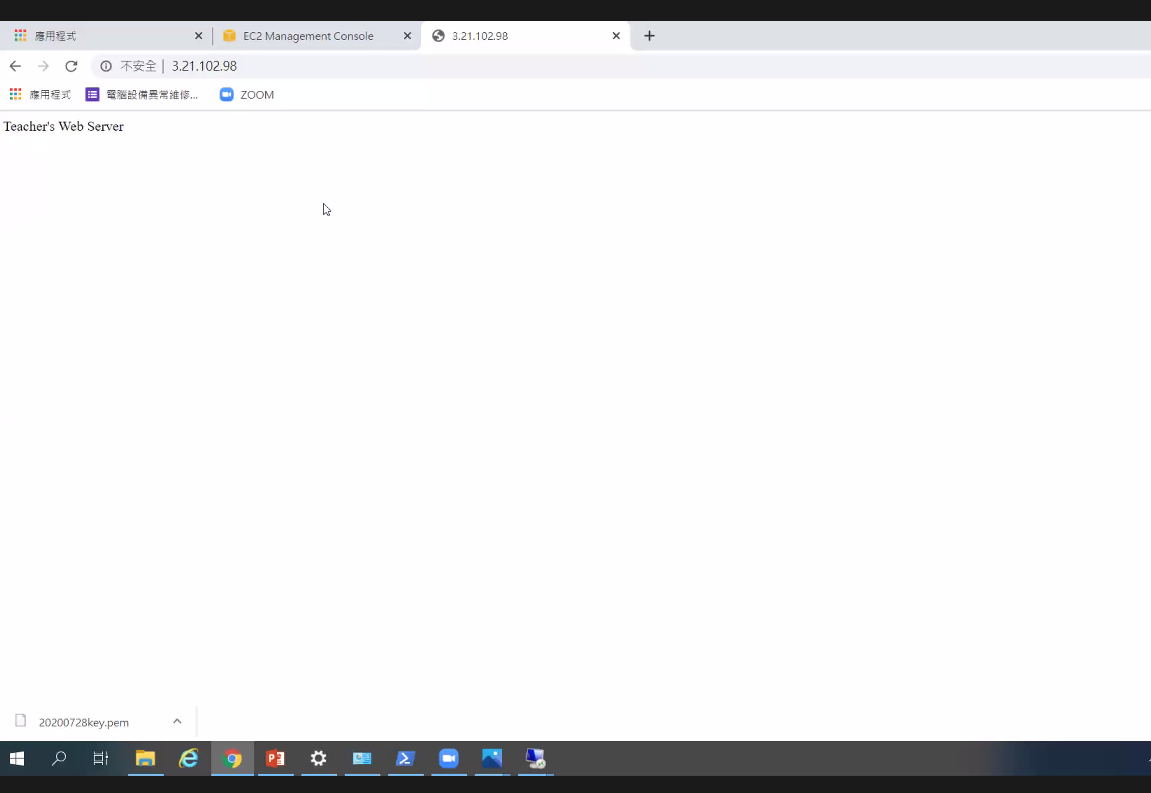 應用程式
EC2 Management Console
3.21.102.98
不安全 | 3.21.102.98
應用程式
電腦設備異常維修...
ZOOM
Teacher's Web Server
20200728key.pem